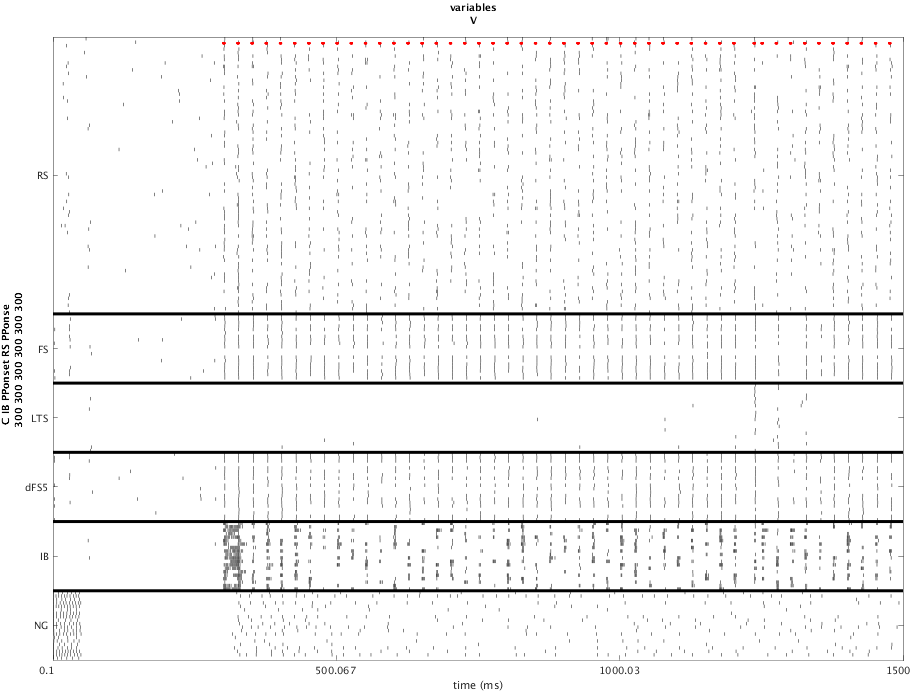 variables
V
C IB PPonset RS PPonse
300 300 300 300 300 300
RS
FS
LTS
dFS5
IB
NG
0.1
500.067
1000.03
1500
time (ms)